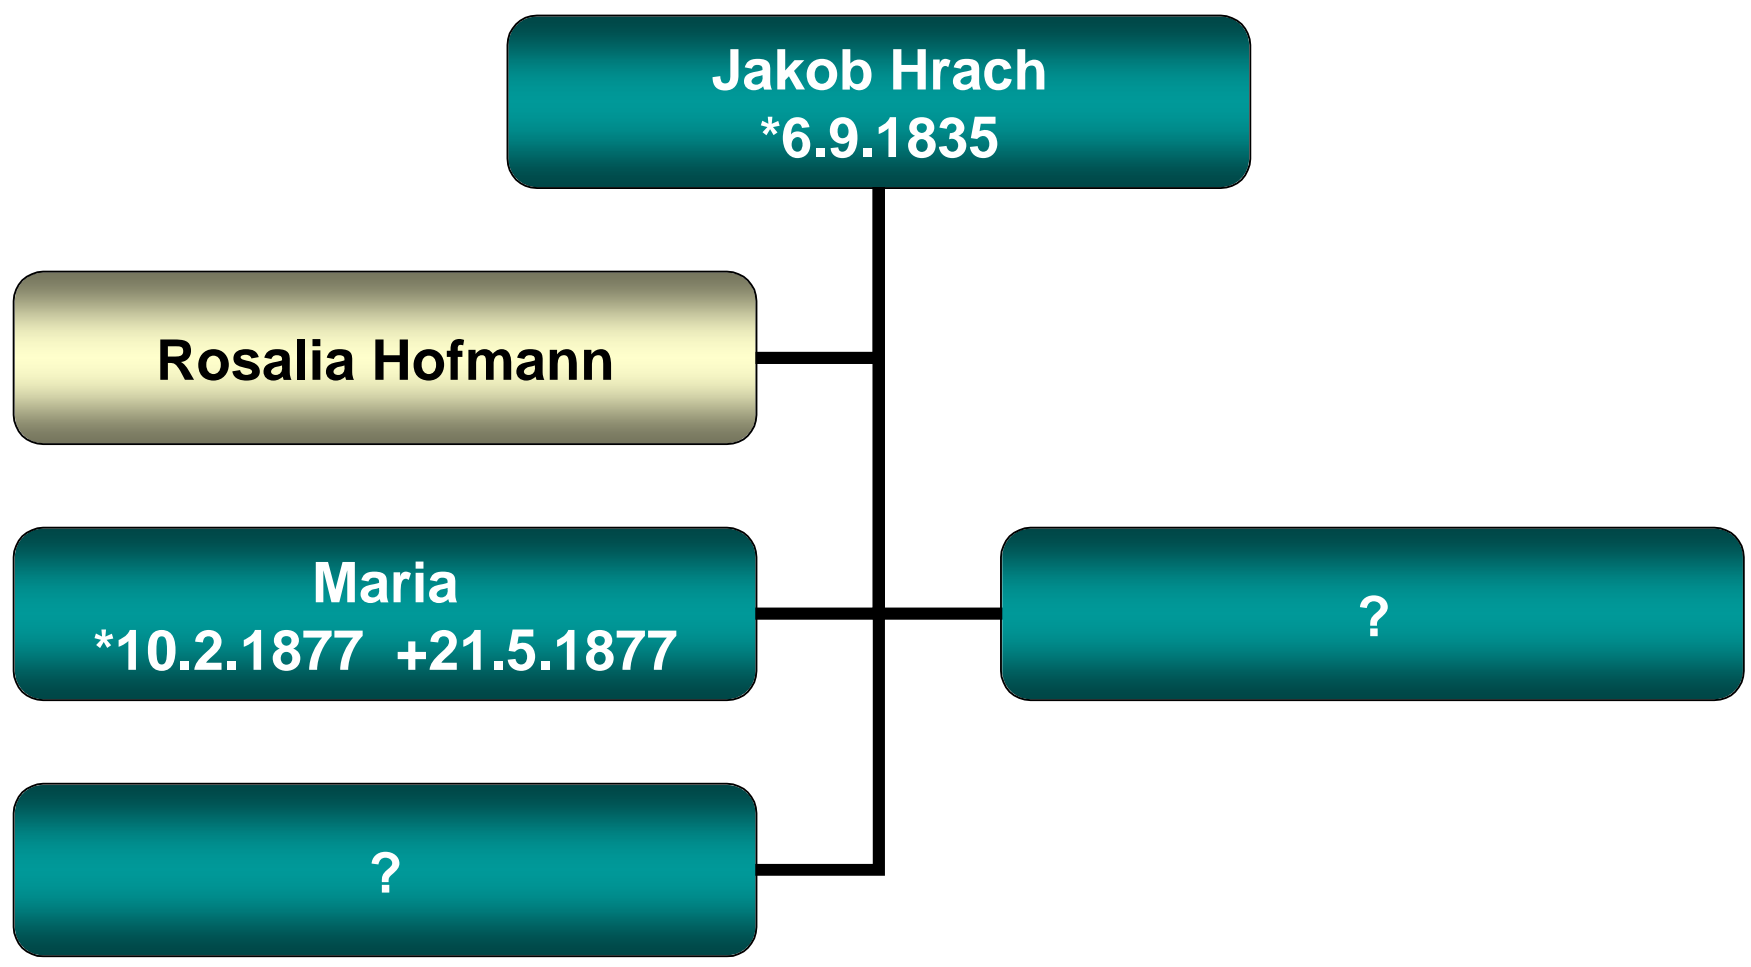 Jakob Hrach
*6.9.1835
Rosalia Hofmann
Maria
*10.2.1877  +21.5.1877
?
?